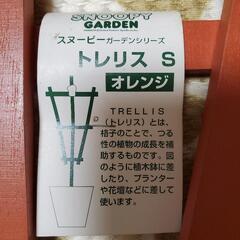 SNOOPY
GARDEN
スヌーピーガーデンシリーズ
トレリス S
オレンジ
TRELLIS
(トレリス)とは、
格子のことで、つる
性の植物の成長を補
助するものです。図
のように植木鉢に差
したり、プランター
や花壇などに差して
使います。